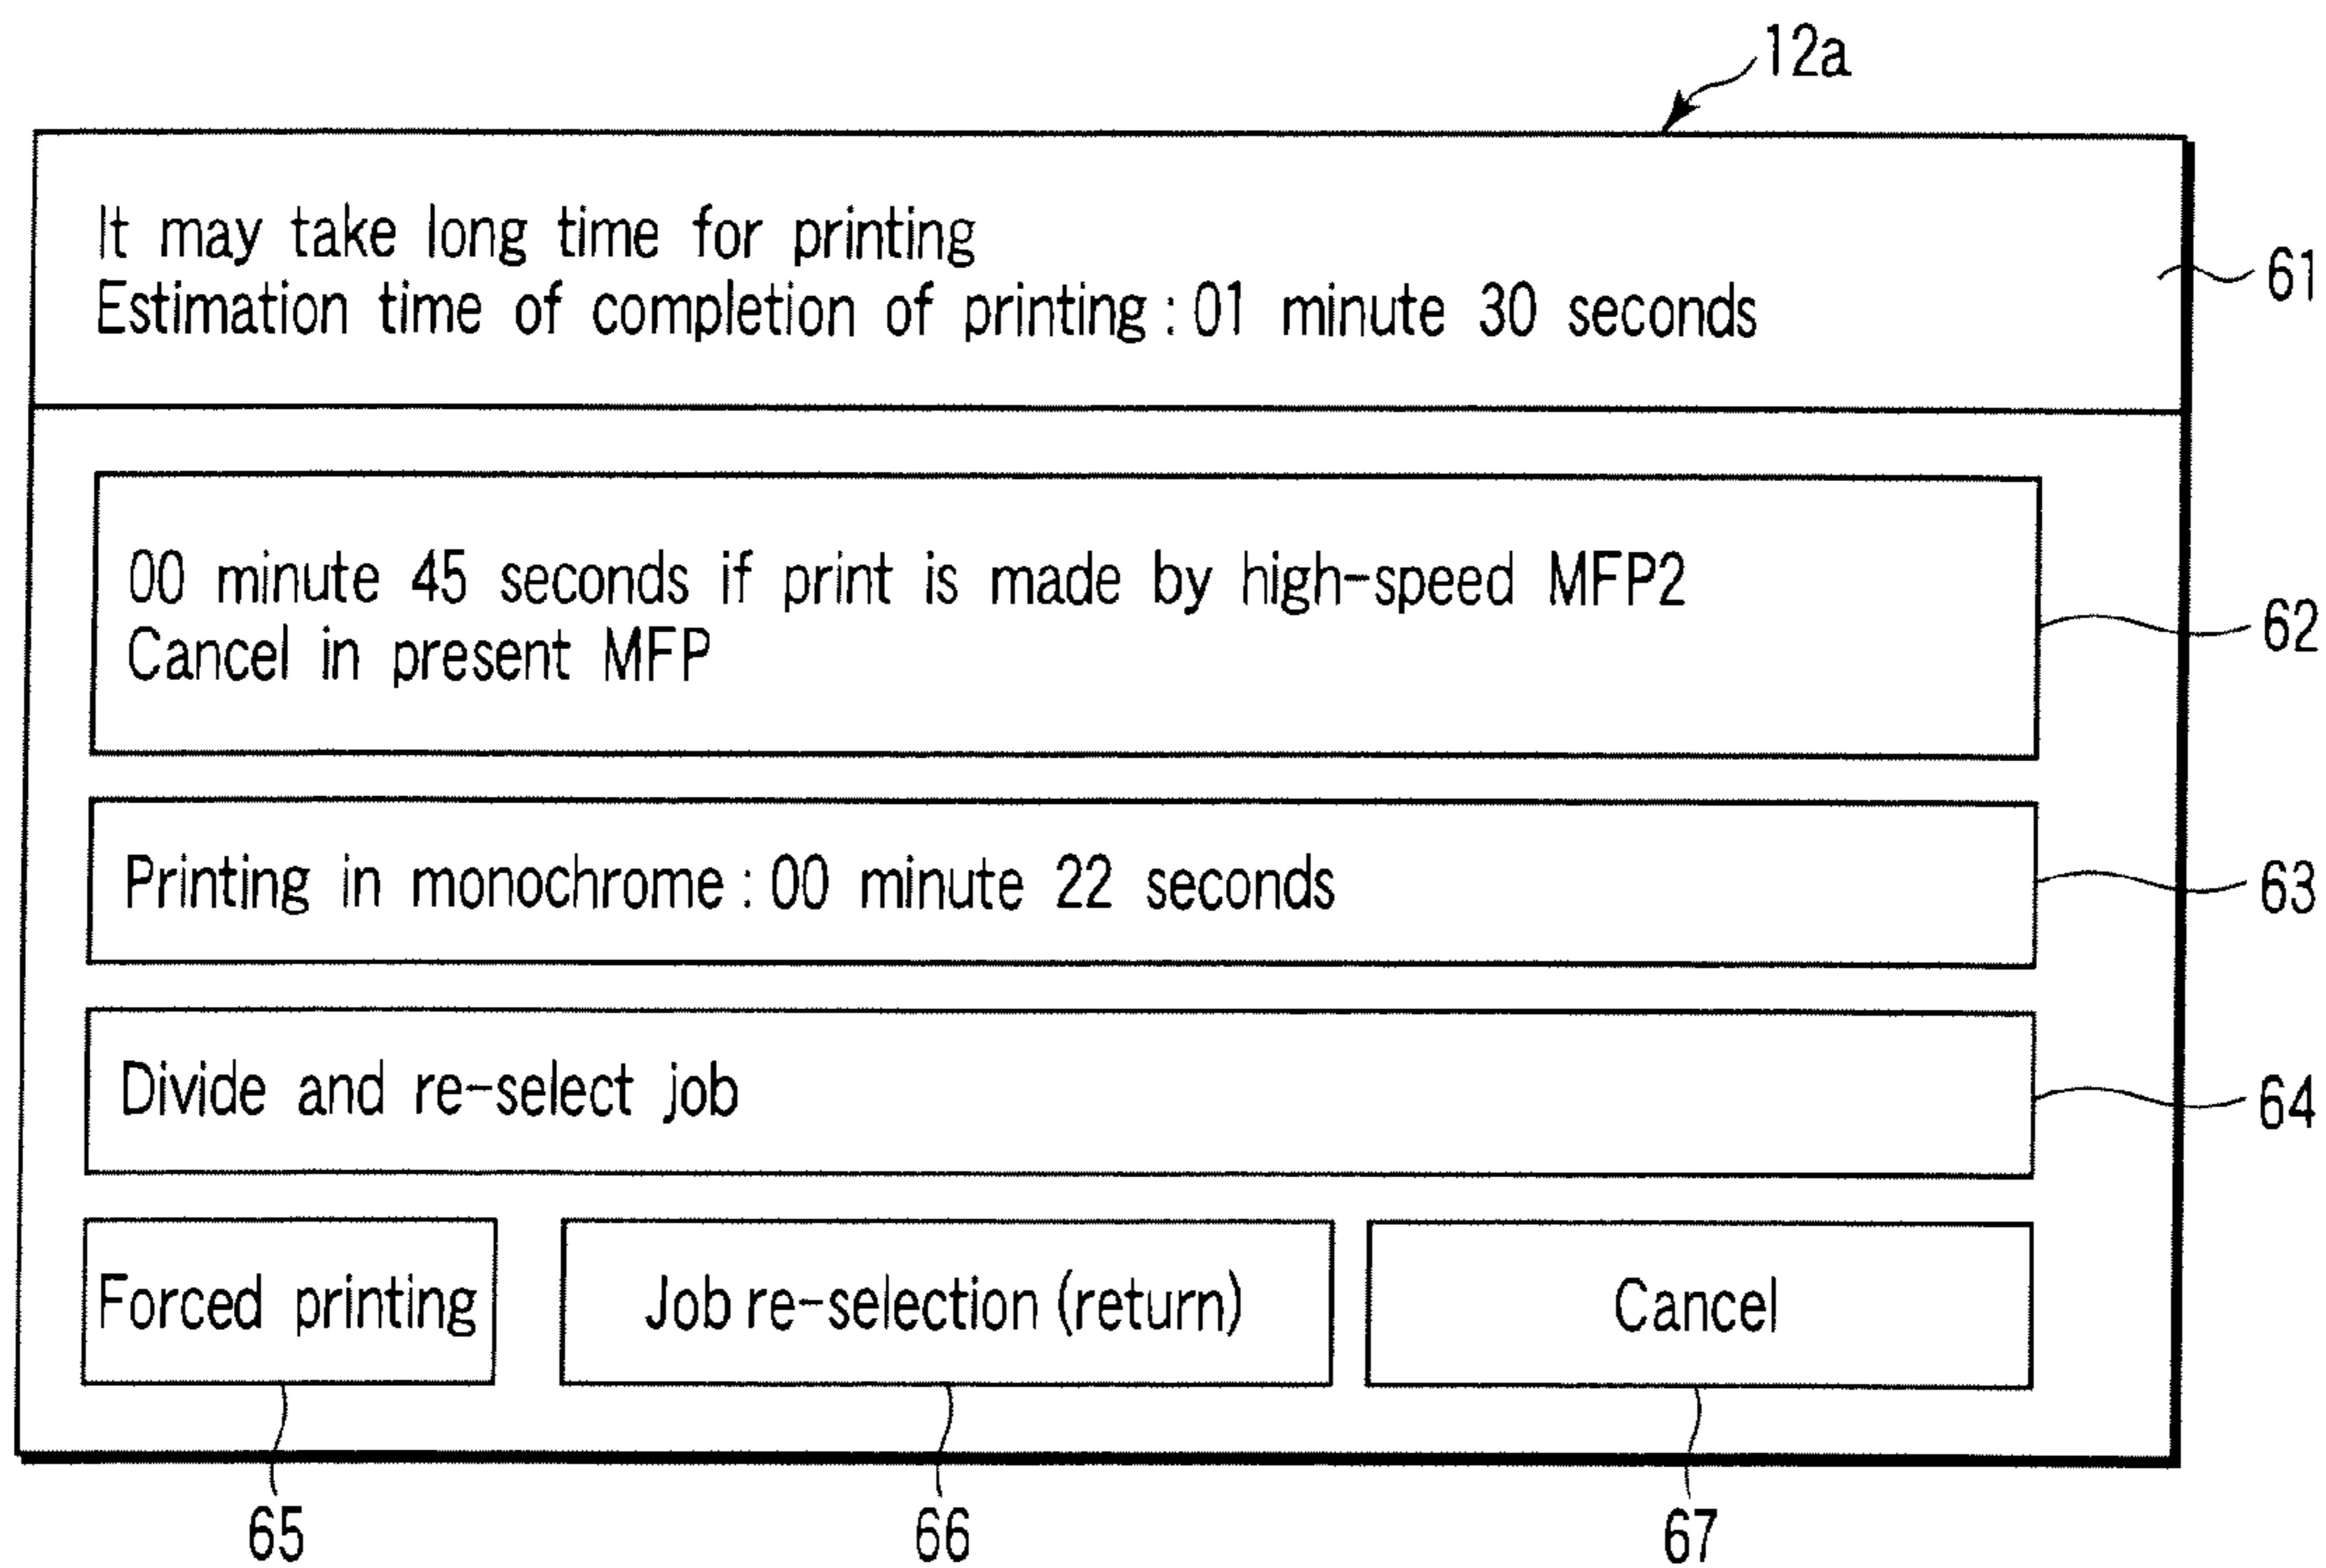 12a
It may take long time for printing
Estimation time of completion of printing : 01 minute 30 seconds
61
00 minute 45 seconds if print is made by high-speed MFP2
Cancel in present MFP
62
Printing in monochrome : 00 minute 22 seconds
63
Divide and re-select job
64
Forced printing
Job re-selection (return)
Cancel
65
66
67